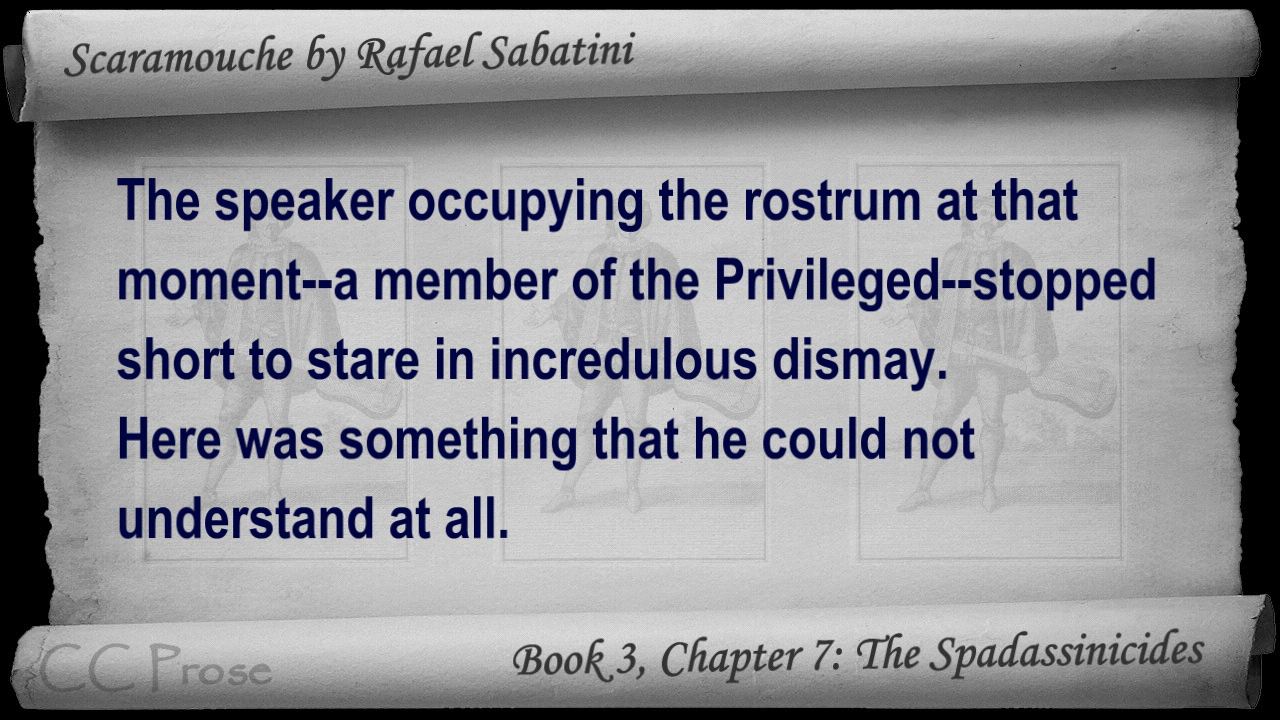 Scaramouche by Rafael Sabatini
The speaker occupying the rostrum at that
moment--a member of the Privileged--stopped
short to stare in incredulous dismay.
Here was something that he could not
understand at all.
CC Prose
Book 3, Chapter 7: The Spadassinicides